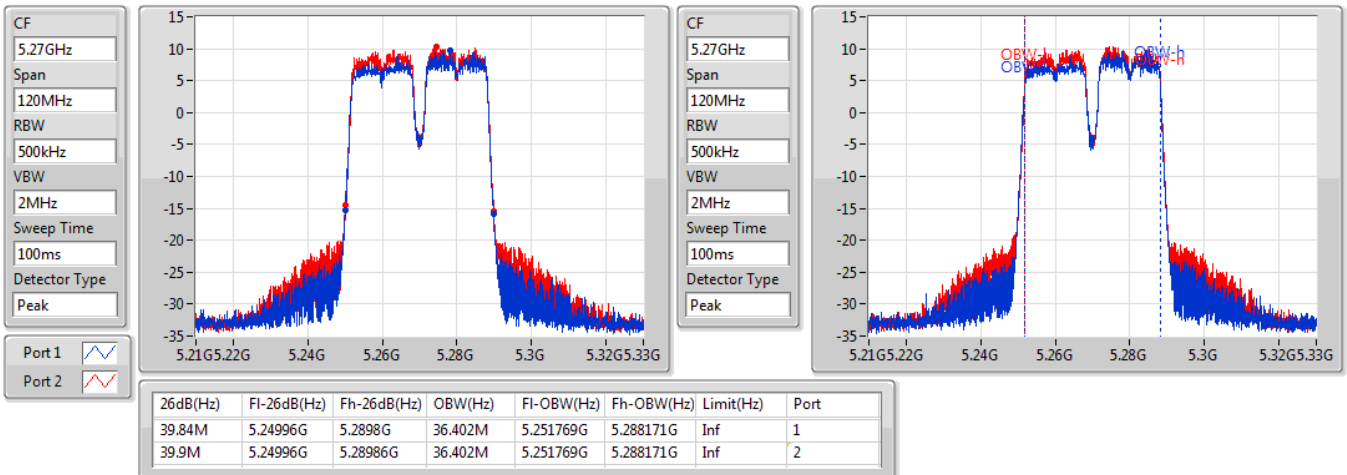 CF
5.27GHz
Span
120MHz
RBW
500kHz
VBW
2MHz
Sweep Time
100ms
Detector Type
Peak
15
10
5
0
-5
-10
-15
-20
-25
-30
-35
5.21G 5.22G 5.24G 5.26G 5.28G 5.3G 5.32G 5.33G
Port 1
Port 2
CF
5.27GHz
Span
120MHz
RBW
500kHz
VBW
2MHz
Sweep Time
100ms
Detector Type
Peak
15
10
5
0
-5
-10
-15
-20
-25
-30
-35
OBW-h
5.21G 5.22G 5.24G 5.26G 5.28G 5.3G 5.32G 5.33G
26dB(Hz) Fl-26dB(Hz) Fh-26dB(Hz) OBW(Hz) Fl-OBW(Hz) Fh-OBW(Hz) Limit(Hz) Port
39.84M 5.24996G 5.2898G 36.402M 5.251769G 5.288171G Inf 1
39.9M 5.24996G 5.28986G 36.402M 5.251769G 5.288171G Inf 2